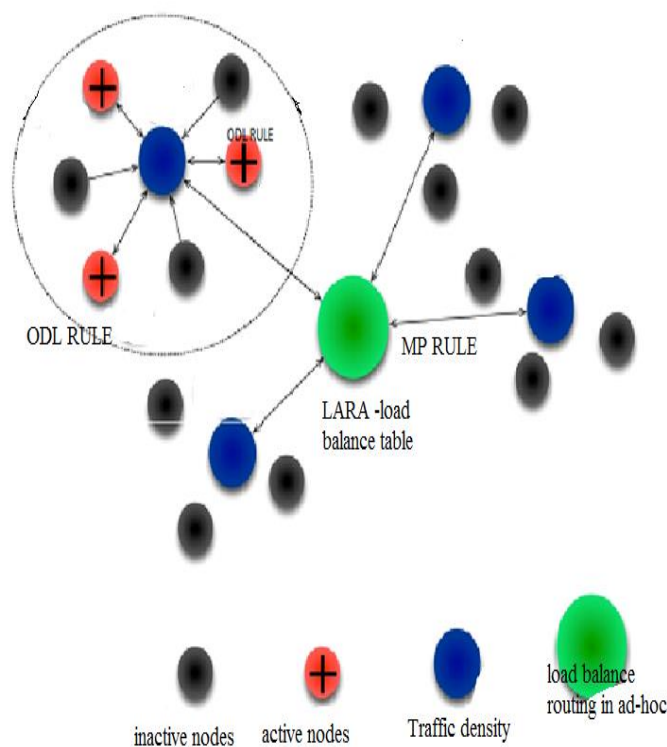 ODL RULE
ODL RULE
MP RULE
LARA -load
balance table
inactive nodes
active nodes
Traffic density
load balance
routing in ad-hoc